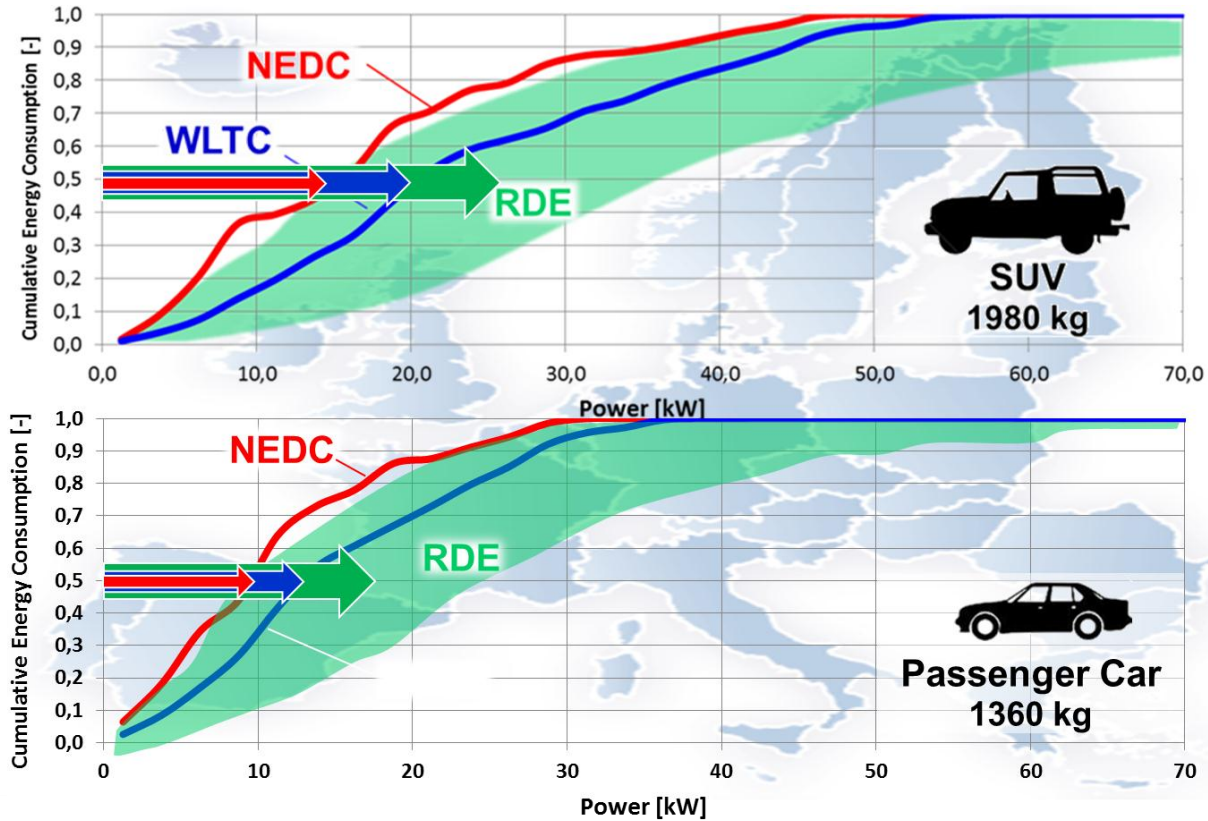 Cumulative Energy Consumption [-]
1,0
0,9
0,8
0,7
0,6
0,5
0,4
0,3
0,2
0,1
0,0
NEDC
WLTC
RDE
SUV
1980 kg
0,0 10,0 20,0 30,0 40,0 50,0 60,0 70,0
Power [kW]
Cumulative Energy Consumption [-]
1,0
0,9
0,8
0,7
0,6
0,5
0,4
0,3
0,2
0,1
0,0
NEDC
RDE
Passenger Car
1360 kg
0 10 20 30 40 50 60 70
Power [kW]